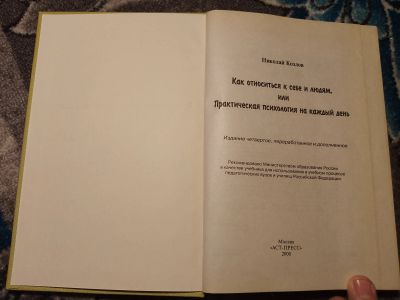 Николай Козлов
Как относиться к себе и людям,
или
Практическая психология на каждый день
Издание четвертое, переработанное и дополненное
Рекомендовано Министерством образования России
в качестве учебника для использования в учебном процессе
педагогических вузов и училищ Российской Федерации
Москва
«АСТ-ПРЕСС»
2000